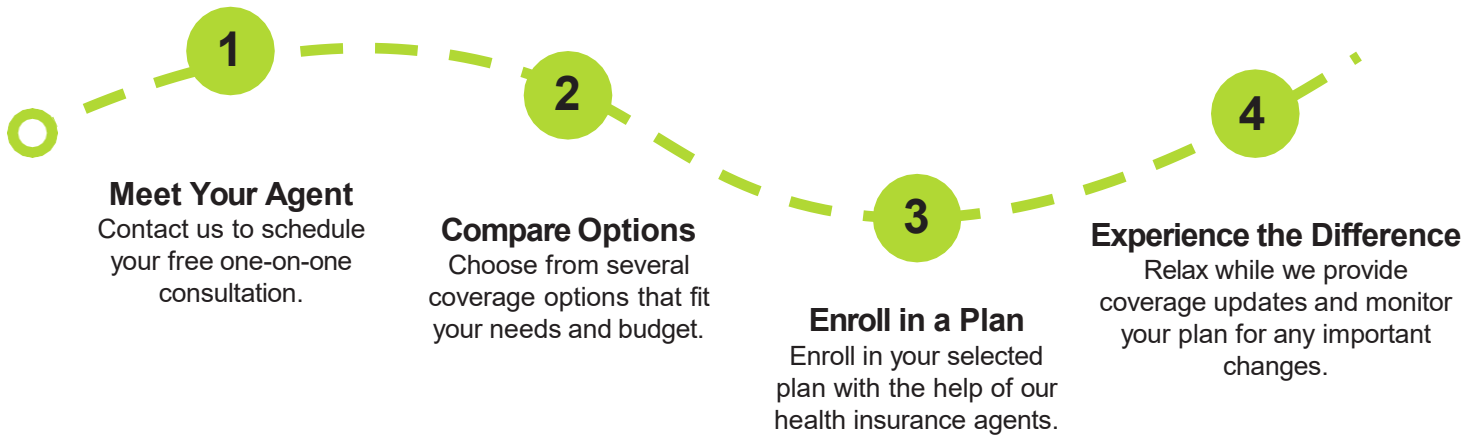 1
Meet Your Agent
Contact us to schedule
your free one-on-one
consultation.
2
Compare Options
Choose from several
coverage options that fit
your needs and budget.
3
Enroll in a Plan
Enroll in your selected
plan with the help of our
health insurance agents.
4
Experience the Difference
Relax while we provide
coverage updates and monitor
your plan for any important
changes.